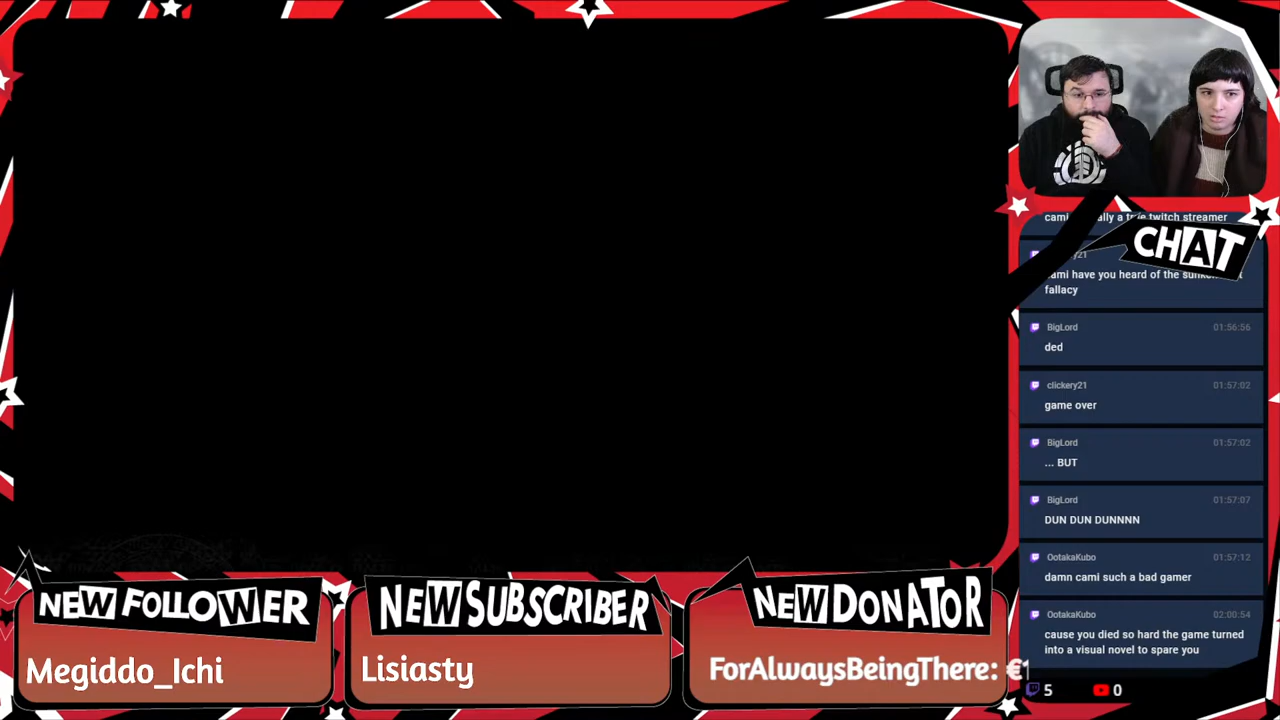 CHAT
cami
a true twitch streamer
cami have you heard of the
fallacy
BigLord 01:56:56
ded
clickery21 01:57:02
game over
BigLord 01:57:02
... BUT
BigLord 01:57:07
DUN DUN DUNNNN
OotakaKubo 01:57:12
damn cami such a bad gamer
OotakaKubo 02:00:54
cause you died so hard the game turned
into a visual novel to spare you
5 0
NEW FOLLOWER
Megiddo_Ichi
NEW SUBSCRIBER
Lisiasty
NEW DONATOR
ForAlwaysBeingThere: €1